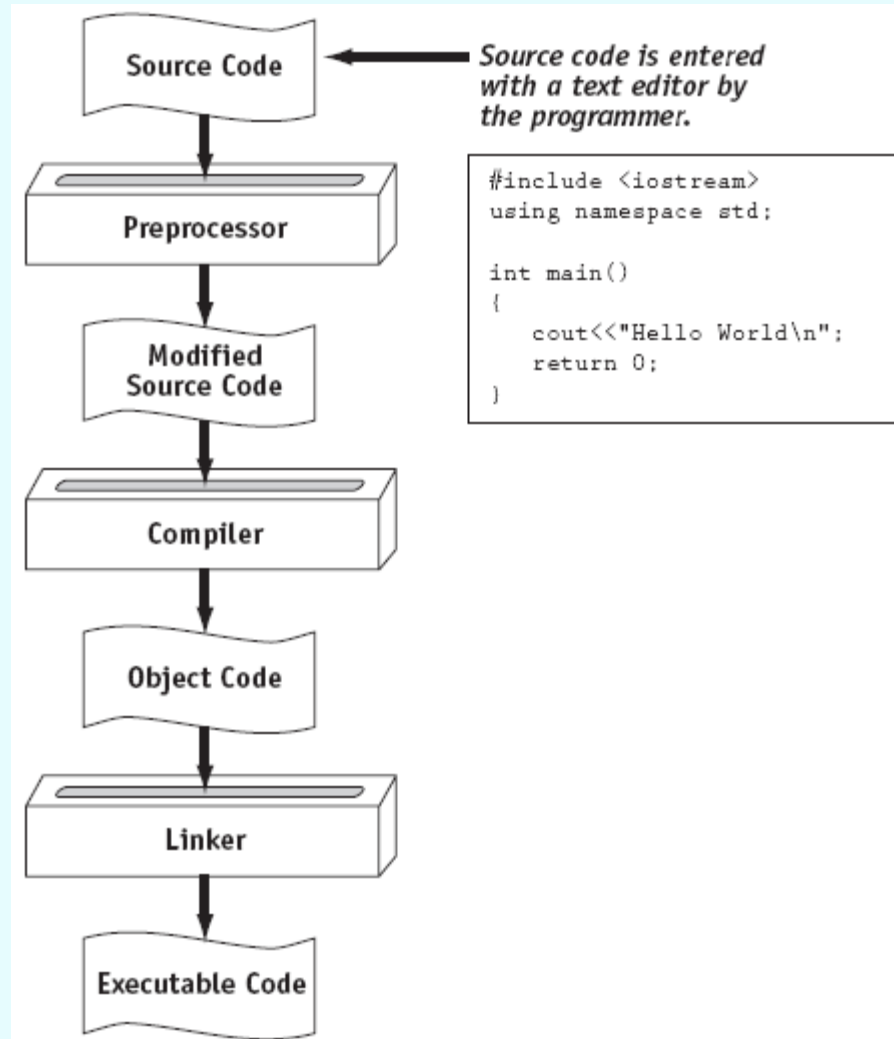 Source Code
Source code is entered
with a text editor by
the programmer.
#include <iostream>
using namespace std;
int main()
{
cout<<"Hello World\n";
return 0;
}
Preprocessor
Modified
Source Code
Compiler
Object Code
Linker
Executable Code